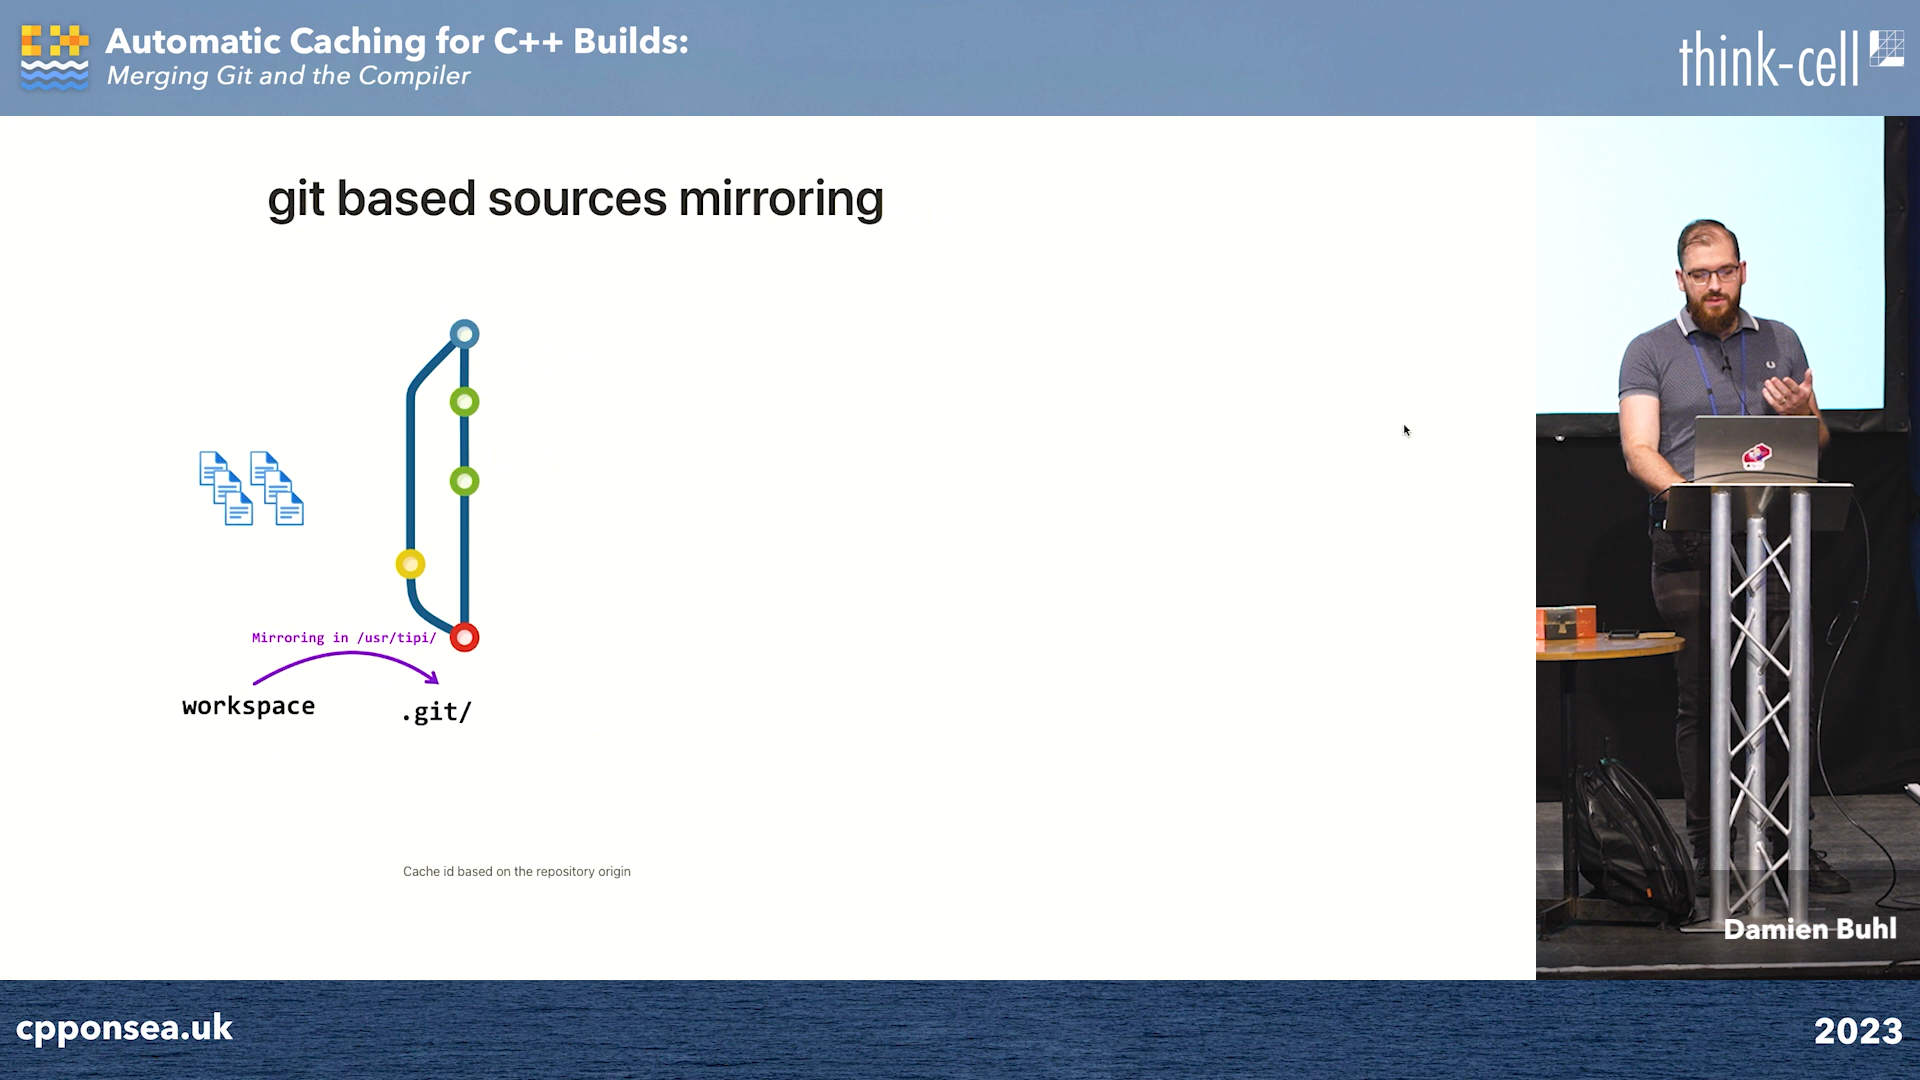 Automatic Caching for C++ Builds:
Merging Git and the Compiler
think-cell
git based sources mirroring
Mirroring in /usr/tipi/
workspace
.git/
Cache id based on the repository origin
Damien Buhl
cpponsea.uk
2023